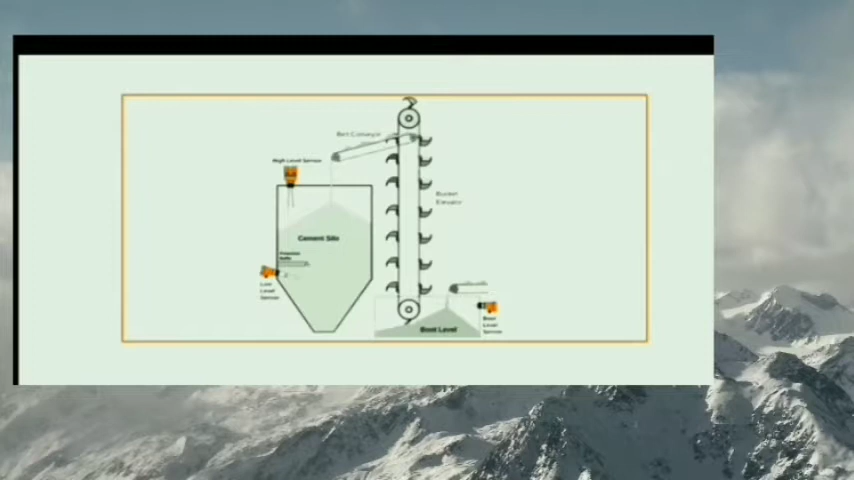 Belt Conveyor
High Level Sensor
Bucket
Elevator
Cement Silo
Low
Level
Sensor
Boot
Level
Sensor
Boot Level